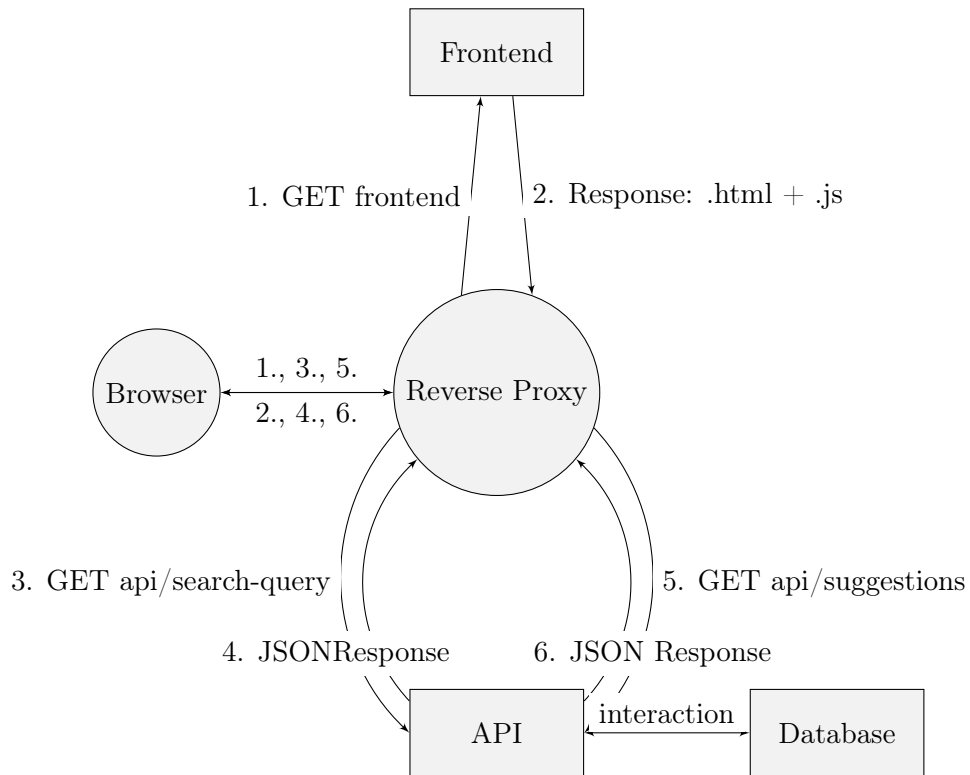 Frontend
1. GET frontend
2. Response: .html + .js
1., 3., 5.
Browser
Reverse Proxy
2., 4., 6.
3. GET api/search-query
5. GET api/suggestions
4. JSONResponse
6. JSON Response
interaction
API
Database